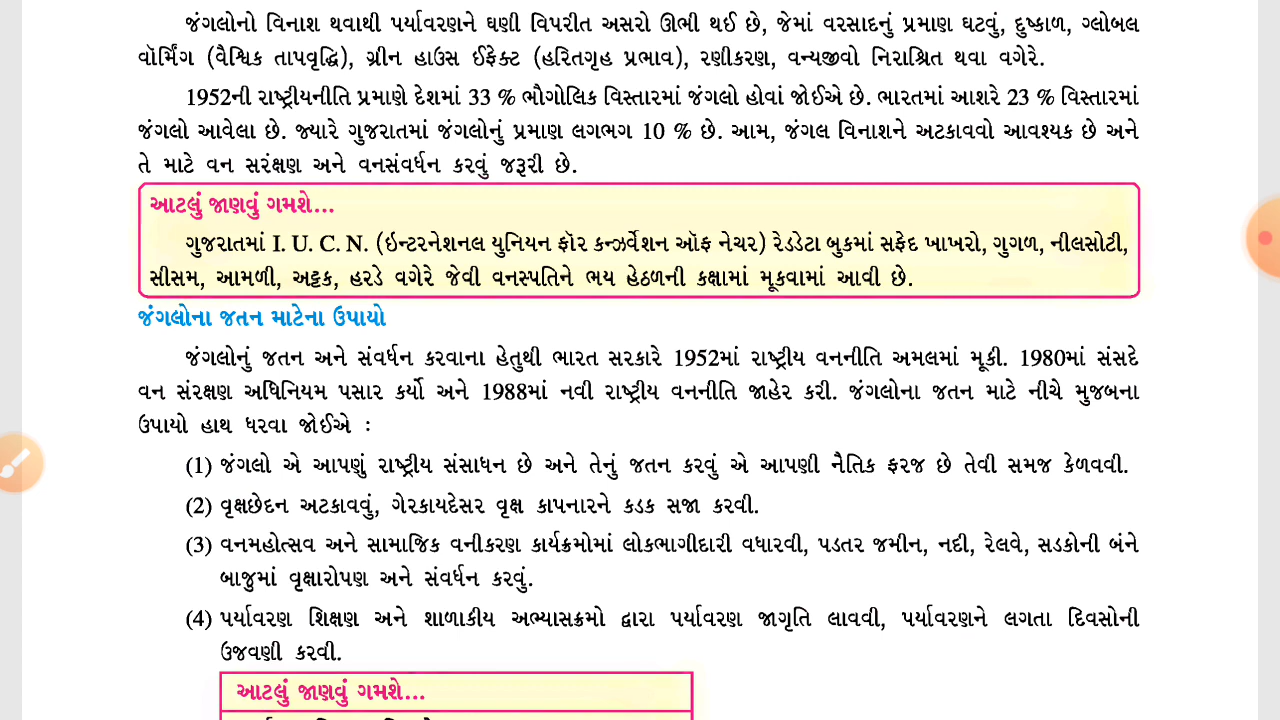 જંગલોનો વિનાશ થવાથી પર્યાવરણને ઘણી વિપરીત અસરો ઊભી થઈ છે, જેમાં વરસાદનું પ્રમાણ ઘટવું, દુષ્કાળ, ગ્લોબલ
વૉર્મિંગ (વૈશ્વિક તાપવૃદ્ધિ), ગ્રીન હાઉસ ઈફેક્ટ (હરિતગૃહ પ્રભાવ), રણીકરણ, વન્યજીવો નિરાશ્રિત થવા વગેરે.
1952ની રાષ્ટ્રીયનીતિ પ્રમાણે દેશમાં 33 % ભૌગોલિક વિસ્તારમાં જંગલો હોવાં જોઈએ છે. ભારતમાં આશરે 23 % વિસ્તારમાં
જંગલો આવેલા છે. જ્યારે ગુજરાતમાં જંગલોનું પ્રમાણ લગભગ 10 % છે. આમ, જંગલ વિનાશને અટકાવવો આવશ્યક છે અને
તે માટે વન સરંક્ષણ અને વનસંવર્ધન કરવું જરૂરી છે.
આટલું જાણવું ગમશે...
ગુજરાતમાં I. U. C. N. (ઇન્ટરનેશનલ યુનિયન ફૉર કન્ઝર્વેશન ઑફ નેચર) રેડડેટા બુકમાં સફેદ ખાખરો, ગુગળ, નીલસોટી,
સીસમ, આમળી, અટ્ટક, હરડે વગેરે જેવી વનસ્પતિને ભય હેઠળની કક્ષામાં મૂકવામાં આવી છે.
જંગલોના જતન માટેના ઉપાયો
જંગલોનું જતન અને સંવર્ધન કરવાના હેતુથી ભારત સરકારે 1952માં રાષ્ટ્રીય વનનીતિ અમલમાં મૂકી. 1980માં સંસદે
વન સંરક્ષણ અધિનિયમ પસાર કર્યો અને 1988માં નવી રાષ્ટ્રીય વનનીતિ જાહેર કરી. જંગલોના જતન માટે નીચે મુજબના
ઉપાયો હાથ ધરવા જોઈએ :
(1) જંગલો એ આપણું રાષ્ટ્રીય સંસાધન છે અને તેનું જતન કરવું એ આપણી નૈતિક ફરજ છે તેવી સમજ કેળવવી.
(2) વૃક્ષછેદન અટકાવવું, ગેરકાયદેસર વૃક્ષ કાપનારને કડક સજા કરવી.
(3) વનમહોત્સવ અને સામાજિક વનીકરણ કાર્યક્રમોમાં લોકભાગીદારી વધારવી, પડતર જમીન, નદી, રેલવે, સડકોની બંને
બાજુમાં વૃક્ષારોપણ અને સંવર્ધન કરવું.
(4) પર્યાવરણ શિક્ષણ અને શાળાકીય અભ્યાસક્રમો દ્વારા પર્યાવરણ જાગૃતિ લાવવી, પર્યાવરણને લગતા દિવસોની
ઉજવણી કરવી.
આટલું જાણવું ગમશે...